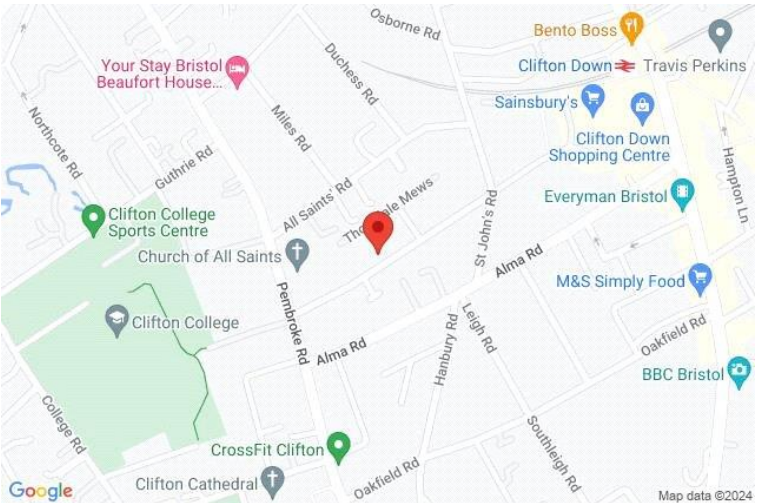 Osborne Rd
Bento Boss
Your Stay Bristol
Beaufort House...
Duchess Rd
Clifton Down
Travis Perkins
Miles Rd
Sainsbury's
Northcote Rd
Clifton Down
Shopping Centre
Guthrie Rd
Hampton Ln
All Saints' Rd
Mews
Everyman Bristol
Clifton College
Sports Centre
St John's Rd
Church of All Saints
Alma Rd
M&S Simply Food
Clifton College
Pembroke Rd
Alma Rd
Hanbury Rd
Leigh Rd
Oakfield Rd
BBC Bristol
College Rd
Southleigh Rd
CrossFit Clifton
Clifton Cathedral
Oakfield Rd
Google
Map data ©2024